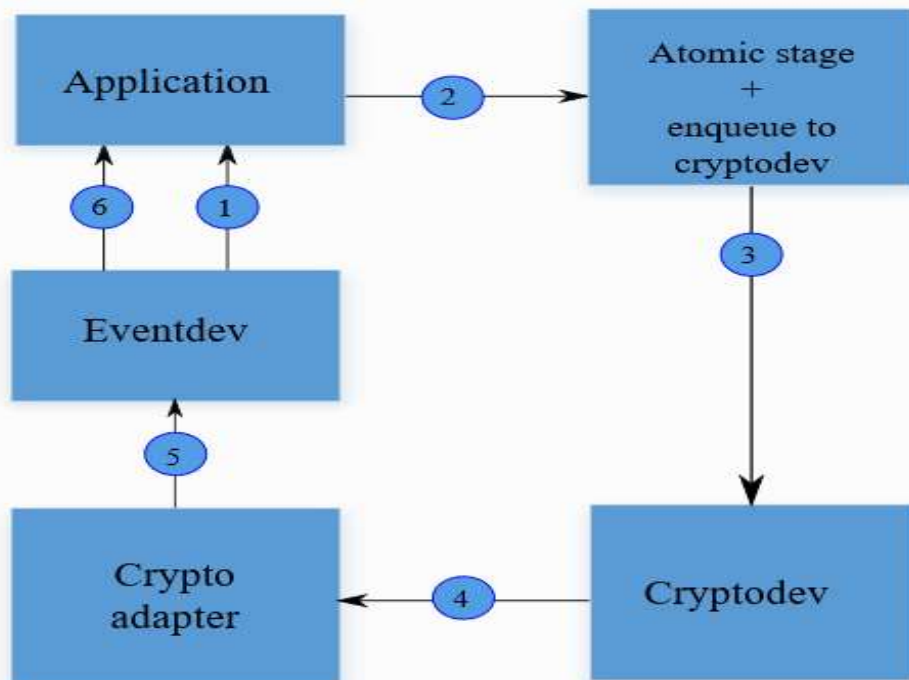 Application
2
Atomic stage
+
enqueue to
cryptodev
6
1
3
Eventdev
5
Crypto
adapter
4
Cryptodev